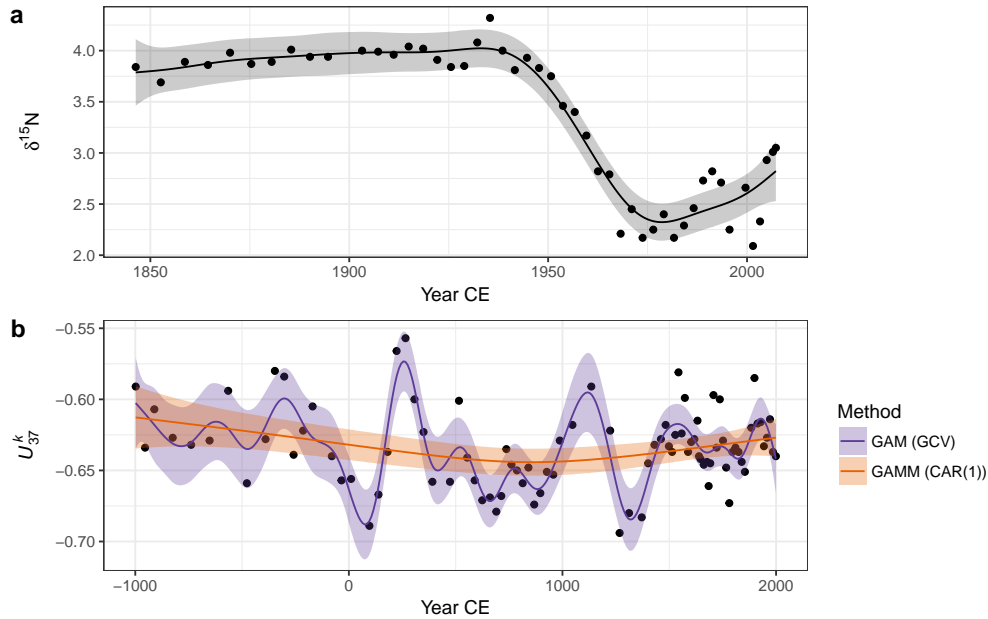 a
4.0
3.5
3.0
2.5
2.0
δ¹⁵N
1850 1900 1950 2000
Year CE
b
−0.55
−0.60
−0.65
−0.70
U₃₇ᵏ
−1000 0 1000 2000
Year CE
Method
GAM (GCV)
GAMM (CAR(1))